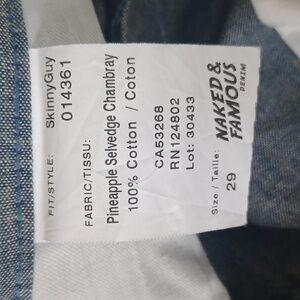 FIT/STYLE: SkinnyGuy
014361
FABRIC/TISSU:
Pineapple Selvedge Chambray
100% Cotton / Coton
CA53268
RN124802
Lot: 30433
NAKED &
FAMOUS
DENIM
Size / Taille:
29